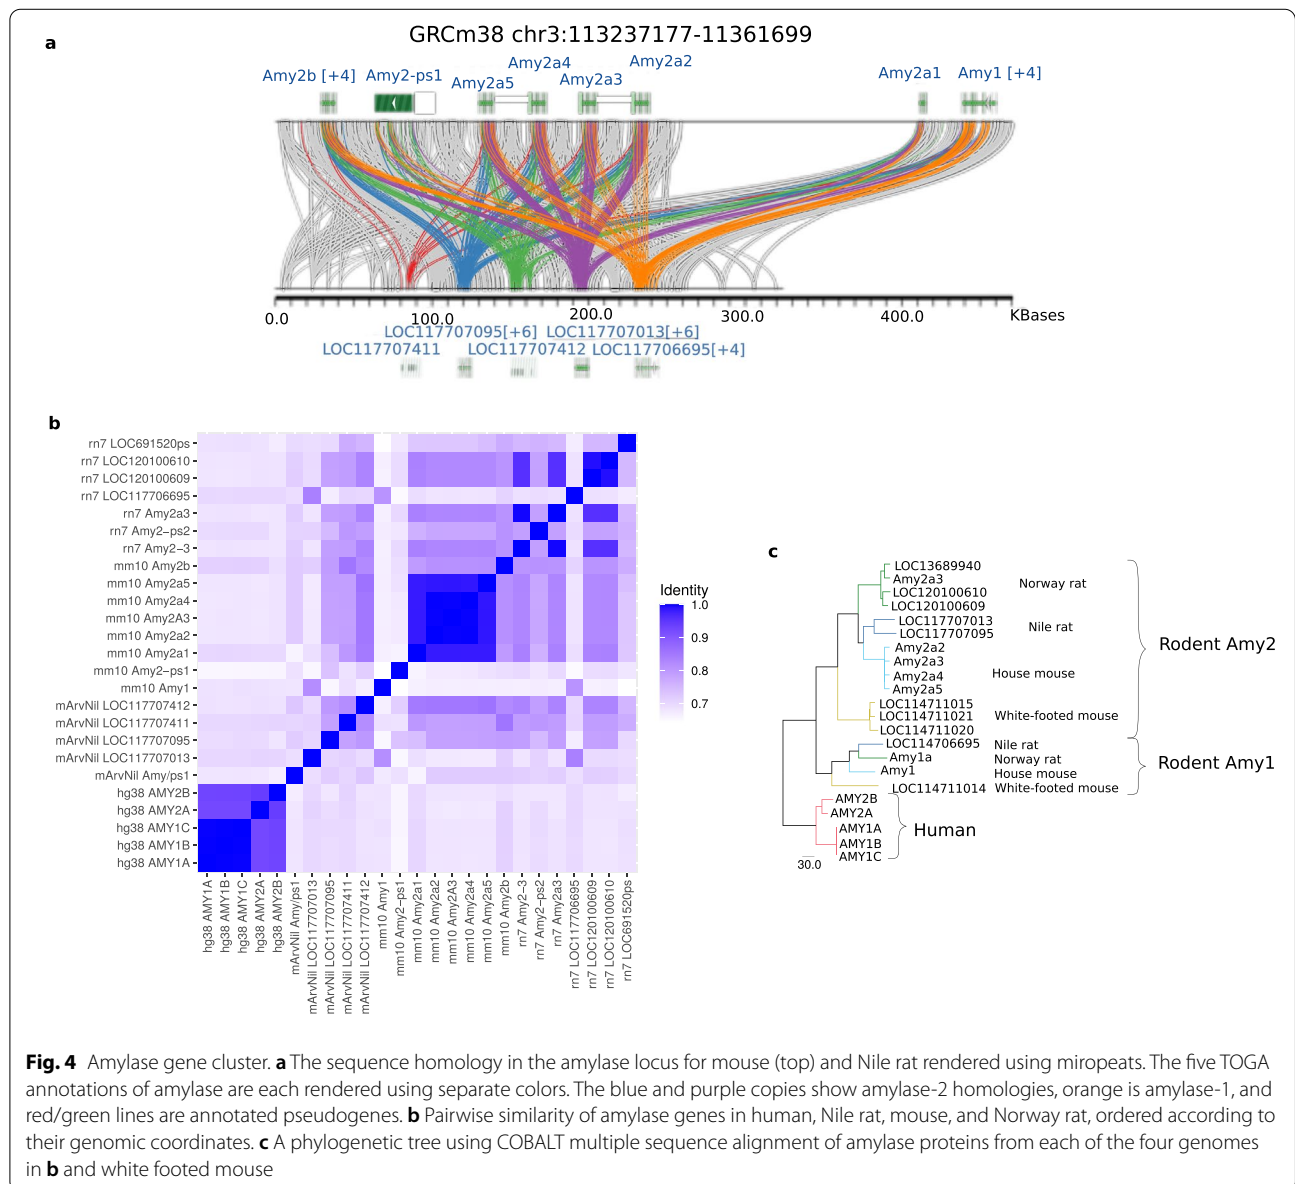 a
GRCm38 chr3:113237177-11361699
Amy2b [+4]
Amy2-ps1
Amy2a5
Amy2a4
Amy2a3
Amy2a2
Amy2a1
Amy1 [+4]
0.0
100.0
200.0
300.0
400.0
KBases
LOC117707095[+6]
LOC117707013[+6]
LOC117707411
LOC117707412
LOC117706695[+4]
b
rn7 LOC691520ps
rn7 LOC120100610
rn7 LOC120100609
rn7 LOC117706695
rn7 Amy2a3
rn7 Amy2−ps2
rn7 Amy2−3
mm10 Amy2b
mm10 Amy2a5
mm10 Amy2a4
mm10 Amy2A3
mm10 Amy2a2
mm10 Amy2a1
mm10 Amy2−ps1
mm10 Amy1
mArvNil LOC117707412
mArvNil LOC117707411
mArvNil LOC117707095
mArvNil LOC117707013
mArvNil Amy/ps1
hg38 AMY2B
hg38 AMY2A
hg38 AMY1C
hg38 AMY1B
hg38 AMY1A
hg38 AMY1A
hg38 AMY1B
hg38 AMY1C
hg38 AMY2A
hg38 AMY2B
mArvNil Amy/ps1
mArvNil LOC117707013
mArvNil LOC117707095
mArvNil LOC117707411
mArvNil LOC117707412
mm10 Amy1
mm10 Amy2−ps1
mm10 Amy2a1
mm10 Amy2a2
mm10 Amy2A3
mm10 Amy2a4
mm10 Amy2a5
mm10 Amy2b
rn7 Amy2−3
rn7 Amy2−ps2
rn7 Amy2a3
rn7 LOC117706695
rn7 LOC120100609
rn7 LOC120100610
rn7 LOC691520ps
Identity
1.0
0.9
0.8
0.7
c
LOC13689940
Amy2a3
LOC120100610
LOC120100609
Norway rat
LOC117707013
LOC117707095
Nile rat
Amy2a2
Amy2a3
Amy2a4
Amy2a5
House mouse
LOC114711015
LOC114711021
LOC114711020
White-footed mouse
Rodent Amy2
LOC114706695 Nile rat
Amy1a Norway rat
Amy1 House mouse
LOC114711014 White-footed mouse
Rodent Amy1
AMY2B
AMY2A
AMY1A
AMY1B
AMY1C
Human
30.0
Fig. 4 Amylase gene cluster. a The sequence homology in the amylase locus for mouse (top) and Nile rat rendered using miropeats. The five TOGA
annotations of amylase are each rendered using separate colors. The blue and purple copies show amylase-2 homologies, orange is amylase-1, and
red/green lines are annotated pseudogenes. b Pairwise similarity of amylase genes in human, Nile rat, mouse, and Norway rat, ordered according to
their genomic coordinates. c A phylogenetic tree using COBALT multiple sequence alignment of amylase proteins from each of the four genomes
in b and white footed mouse